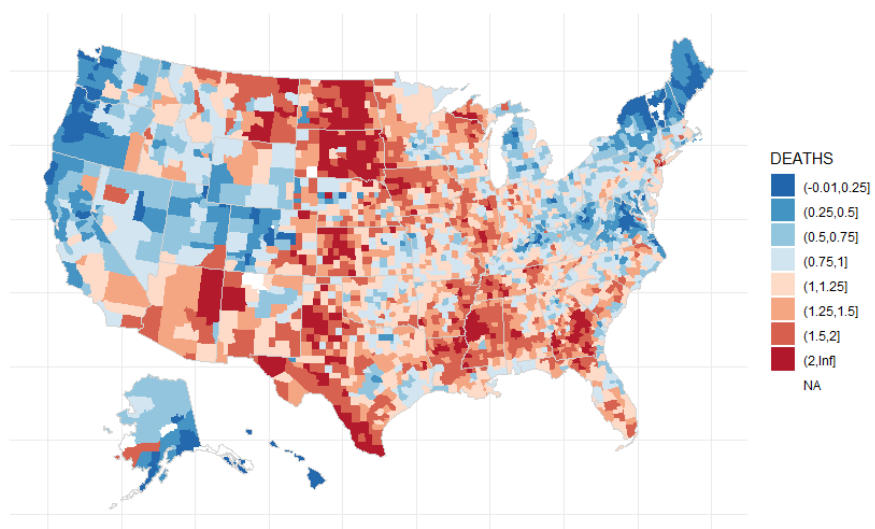 DEATHS
(-0.01,0.25]
(0.25,0.5]
(0.5,0.75]
(0.75,1]
(1,1.25]
(1.25,1.5]
(1.5,2]
(2,Inf]
NA